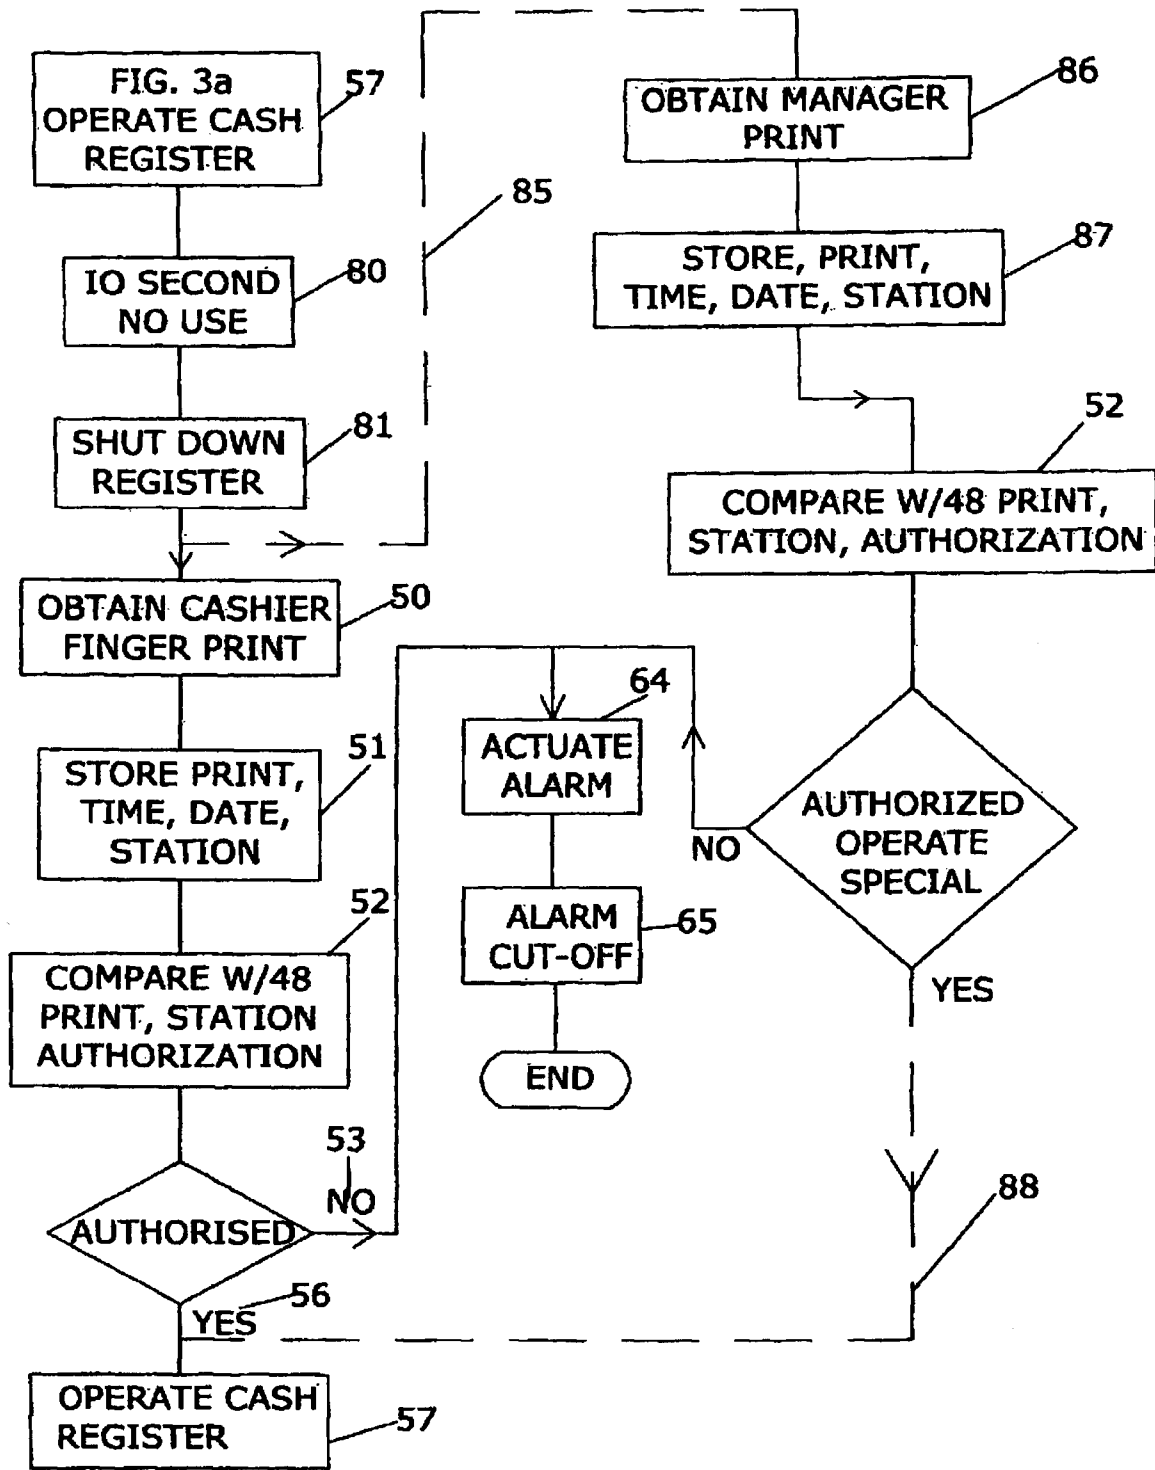 FIG. 3a
OPERATE CASH
REGISTER
57
IO SECOND
NO USE
80
SHUT DOWN
REGISTER
81
85
OBTAIN CASHIER
FINGER PRINT
50
STORE PRINT,
TIME, DATE,
STATION
51
COMPARE W/48
PRINT, STATION
AUTHORIZATION
52
AUTHORISED
53
NO
YES
56
OPERATE CASH
REGISTER
57
ACTUATE
ALARM
64
ALARM
CUT-OFF
65
END
OBTAIN MANAGER
PRINT
86
STORE, PRINT,
TIME, DATE, STATION
87
COMPARE W/48 PRINT,
STATION, AUTHORIZATION
52
AUTHORIZED
OPERATE
SPECIAL
NO
YES
88